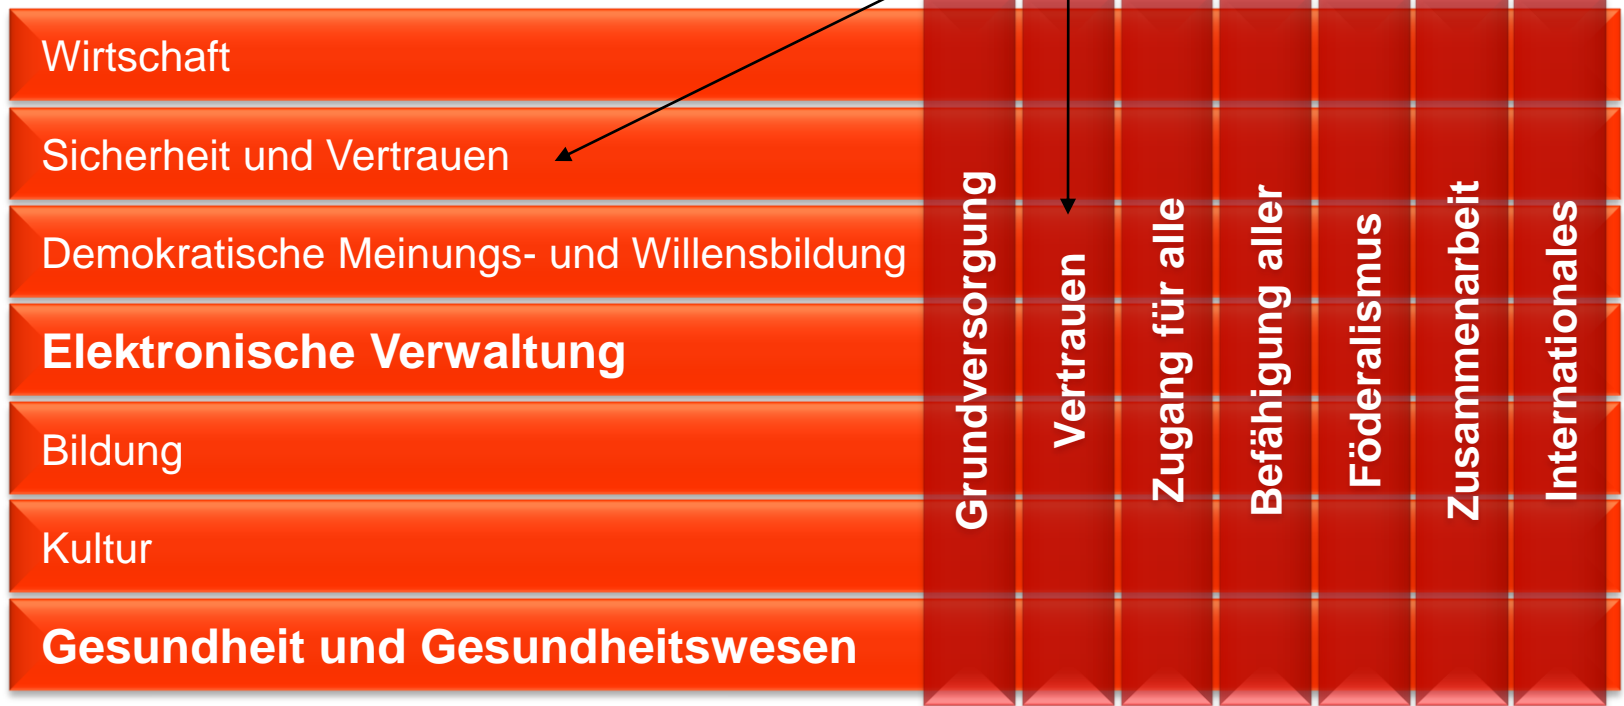 Wirtschaft
Sicherheit und Vertrauen
Demokratische Meinungs- und Willensbildung
Elektronische Verwaltung
Bildung
Kultur
Gesundheit und Gesundheitswesen
Grundversorgung
Vertrauen
Zugang für alle
Befähigung aller
Föderalismus
Zusammenarbeit
Internationales